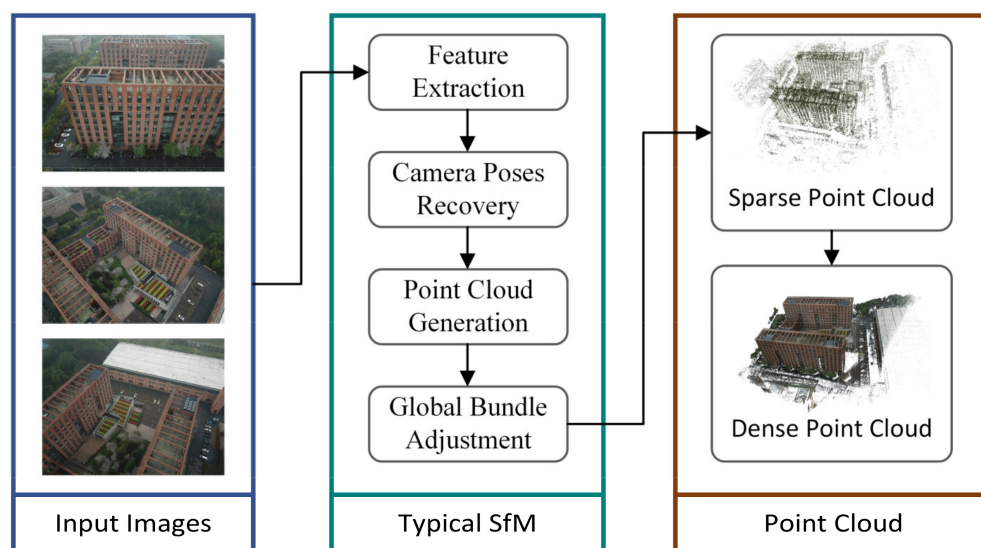 Feature
Extraction
Camera Poses
Recovery
Point Cloud
Generation
Global Bundle
Adjustment
Sparse Point Cloud
Dense Point Cloud
Input Images
Typical SfM
Point Cloud